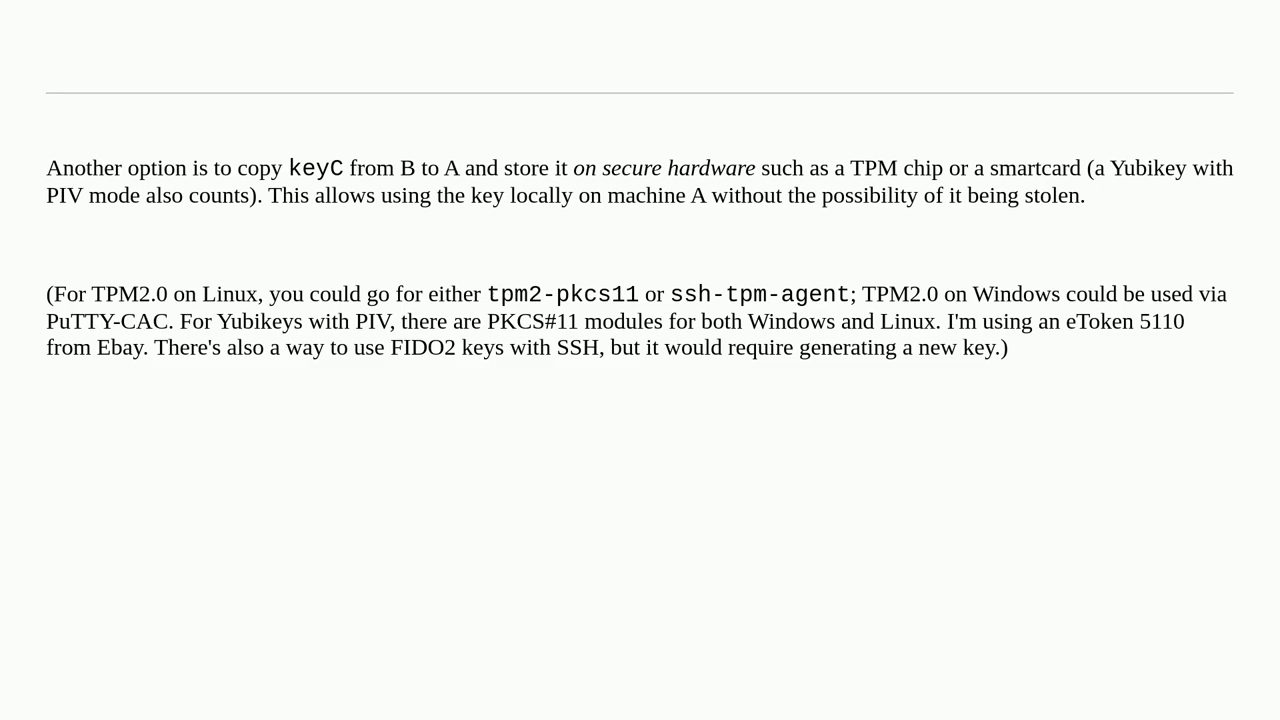 Another option is to copy keyC from B to A and store it on secure hardware such as a TPM chip or a smartcard (a Yubikey with
PIV mode also counts). This allows using the key locally on machine A without the possibility of it being stolen.
(For TPM2.0 on Linux, you could go for either tpm2-pkcs11 or ssh-tpm-agent; TPM2.0 on Windows could be used via
PuTTY-CAC. For Yubikeys with PIV, there are PKCS#11 modules for both Windows and Linux. I'm using an eToken 5110
from Ebay. There's also a way to use FIDO2 keys with SSH, but it would require generating a new key.)